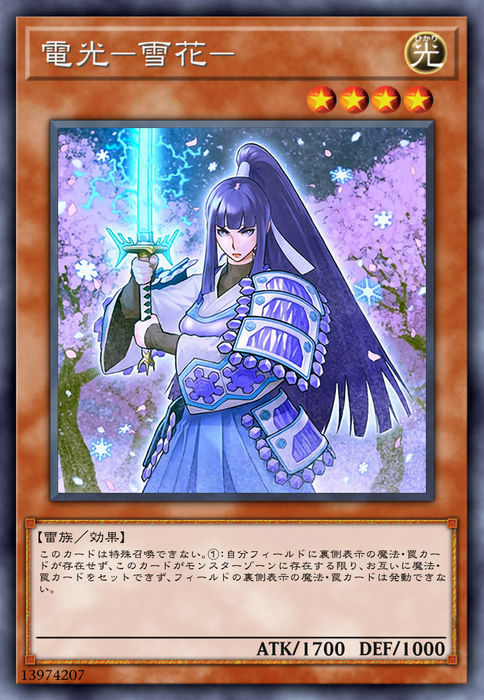 電光－雪花－
ひかり
光
【雷族／効果】
このカードは特殊召喚できない。①：自分フィールドに裏側表示の魔法・罠カー
ドが存在せず、このカードがモンスターゾーンに存在する限り、お互いに魔法・
罠カードをセットできず、フィールドの裏側表示の魔法・罠カードは発動できな
い。
ATK/1700 DEF/1000
13974207